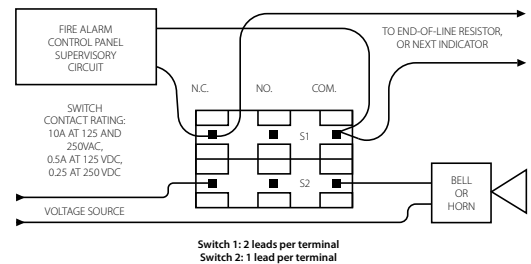 FIRE ALARM
CONTROL PANEL
SUPERVISORY
CIRCUIT
TO END-OF-LINE RESISTOR,
OR NEXT INDICATOR
N.C.
NO.
COM.
SWITCH
CONTACT RATING:
10A AT 125 AND
250VAC,
0.5A AT 125 VDC,
0.25 AT 250 VDC
S1
S2
BELL
OR
HORN
VOLTAGE SOURCE
Switch 1: 2 leads per terminal
Switch 2: 1 lead per terminal